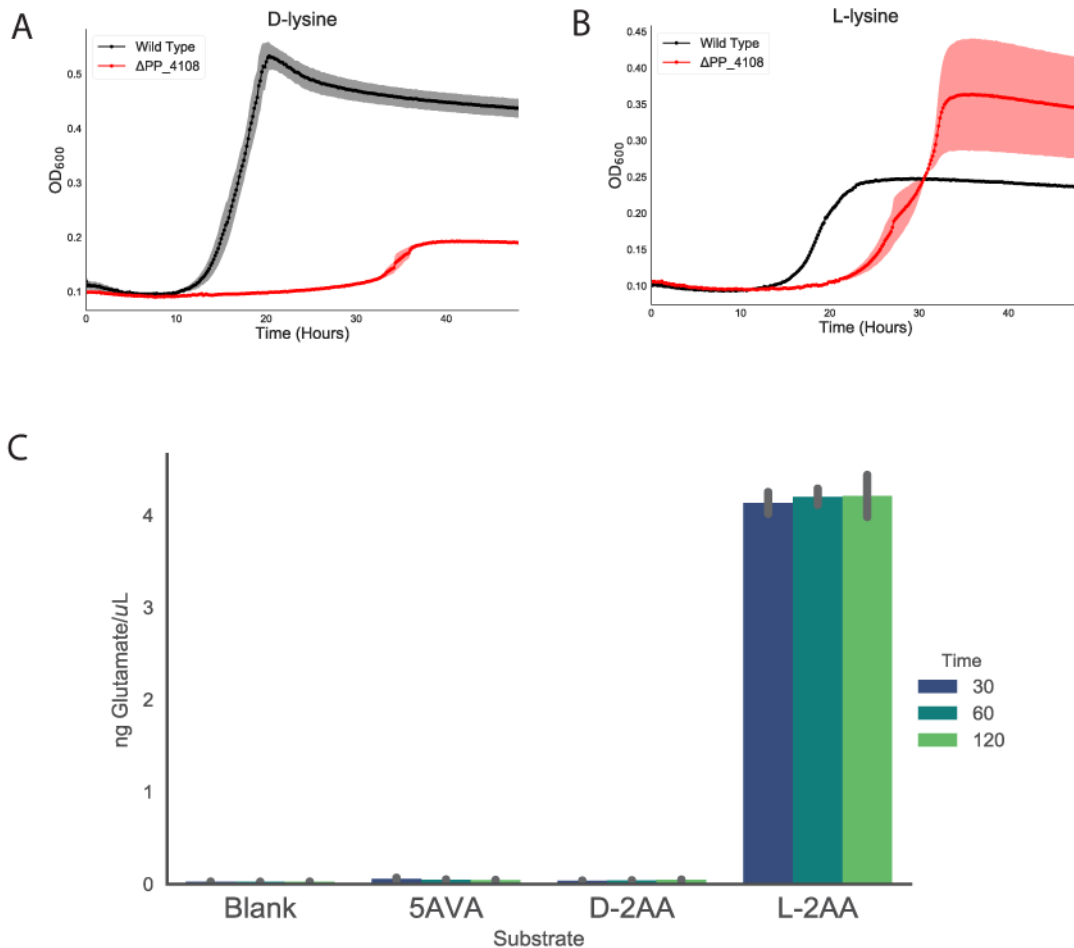 A
D-lysine
Wild Type
ΔPP_4108
0.5
0.4
0.3
0.2
0.1
OD600
0 10 20 30 40
Time (Hours)
B
L-lysine
Wild Type
ΔPP_4108
0.45
0.40
0.35
0.30
0.25
0.20
0.15
0.10
OD600
0 10 20 30 40
Time (Hours)
C
4
3
2
1
0
ng Glutamate/uL
Blank 5AVA D-2AA L-2AA
Substrate
Time
30
60
120